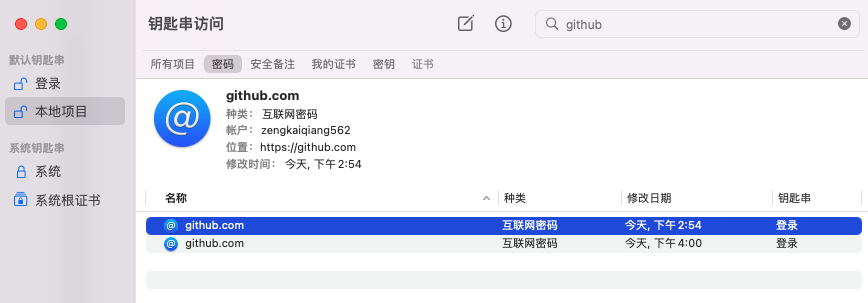 钥匙串访问
github
默认钥匙串
登录
本地项目
系统钥匙串
系统
系统根证书
所有项目 密码 安全备注 我的证书 密钥 证书
github.com
种类： 互联网密码
帐户： zengkaiqiang562
位置： https://github.com
修改时间： 今天, 下午 2:54
名称 种类 修改日期 钥匙串
github.com 互联网密码 今天, 下午 2:54 登录
github.com 互联网密码 今天, 下午 4:00 登录